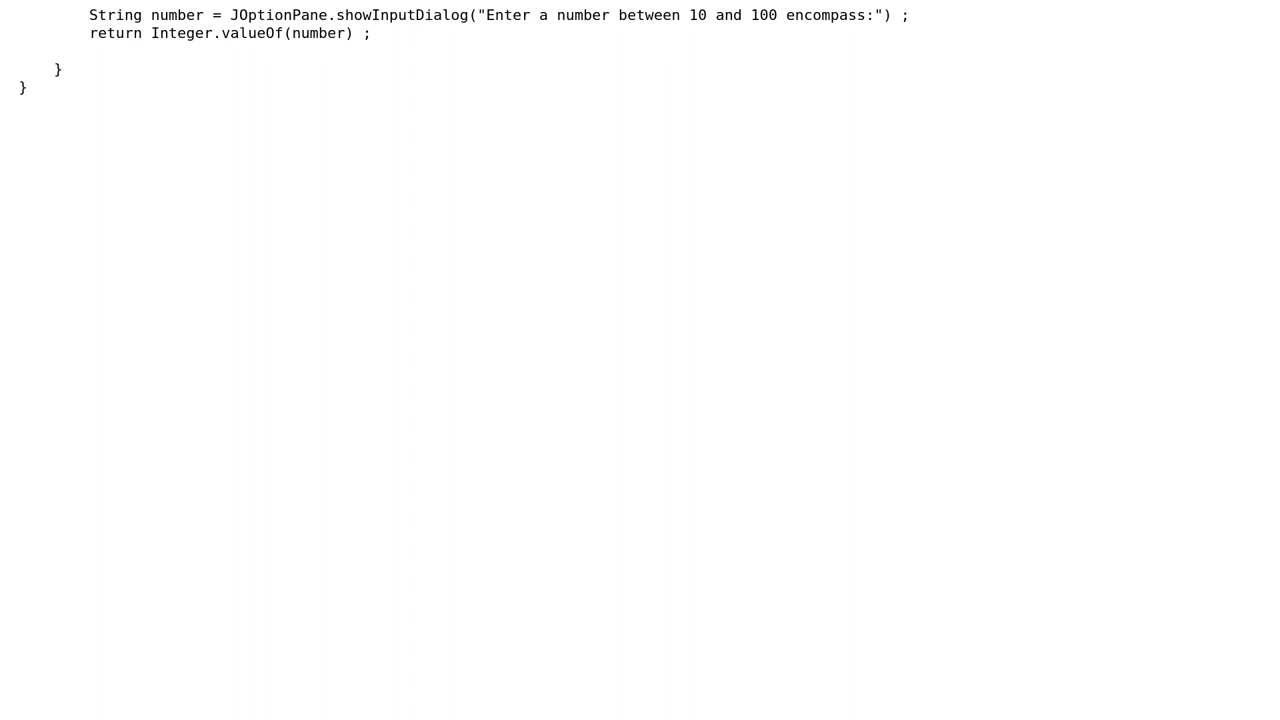 String number = JOptionPane.showInputDialog("Enter a number between 10 and 100 encompass:") ;
return Integer.valueOf(number) ;
}
}